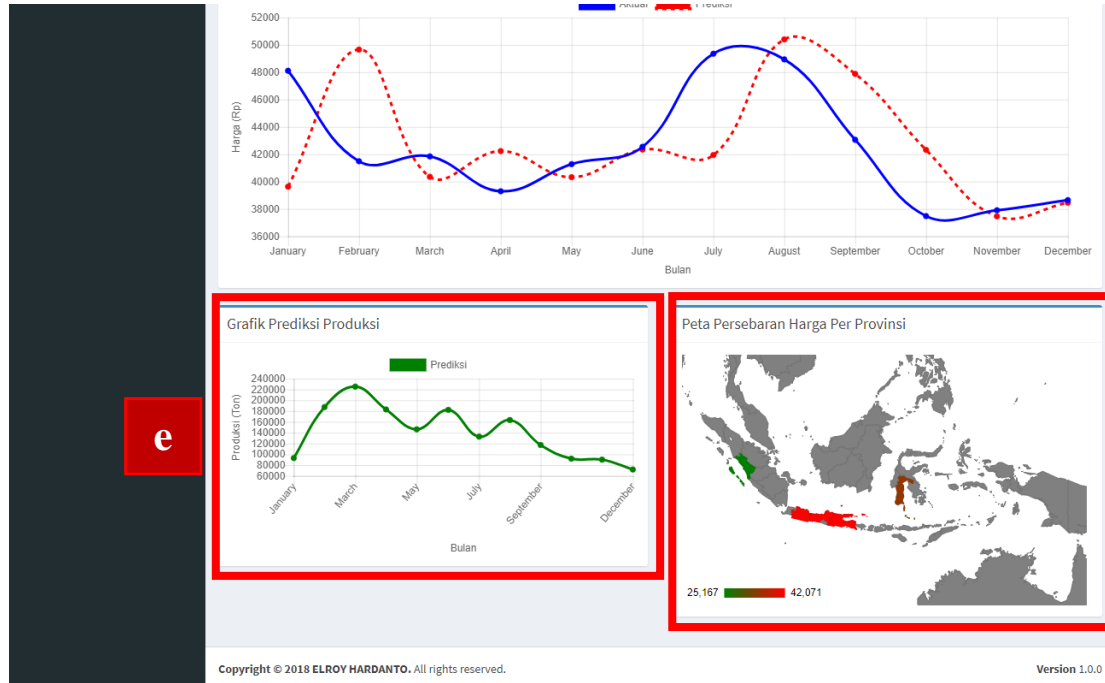 Aktual Prediksi
52000
50000
48000
46000
44000
42000
40000
38000
36000
Harga (Rp)
January February March April May June July August September October November December
Bulan
Grafik Prediksi Produksi
Prediksi
240000
220000
200000
180000
160000
140000
120000
100000
80000
60000
Produksi (Ton)
January March May July September December
Bulan
Peta Persebaran Harga Per Provinsi
25,167 42,071
e
Copyright © 2018 ELROY HARDANTO. All rights reserved. Version 1.0.0